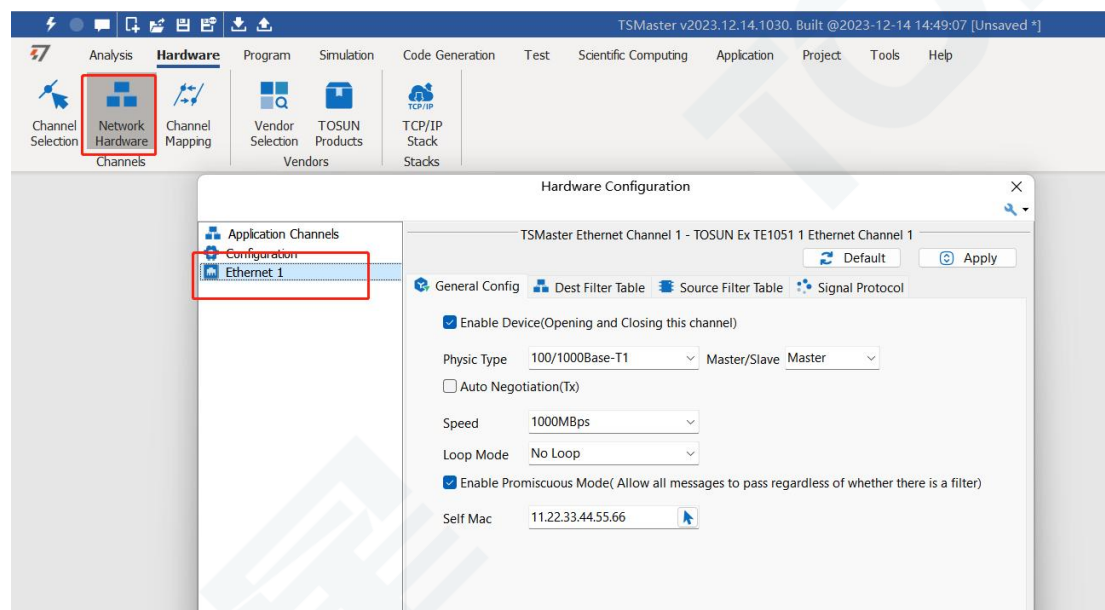 TSMaster v2023.12.14.1030. Built @2023-12-14 14:49:07 [Unsaved *]
Analysis Hardware Program Simulation Code Generation Test Scientific Computing Application Project Tools Help
Channel Selection
Network Hardware
Channel Mapping
Vendor Selection
TOSUN Products
TCP/IP
TCP/IP Stack
Channels Vendors Stacks
Hardware Configuration
Application Channels
Configuration
Ethernet 1
TSMaster Ethernet Channel 1 - TOSUN Ex TE1051 1 Ethernet Channel 1
Default Apply
General Config Dest Filter Table Source Filter Table Signal Protocol
Enable Device(Opening and Closing this channel)
Physic Type 100/1000Base-T1 Master/Slave Master
Auto Negotiation(Tx)
Speed 1000MBps
Loop Mode No Loop
Enable Promiscuous Mode( Allow all messages to pass regardless of whether there is a filter)
Self Mac 11.22.33.44.55.66